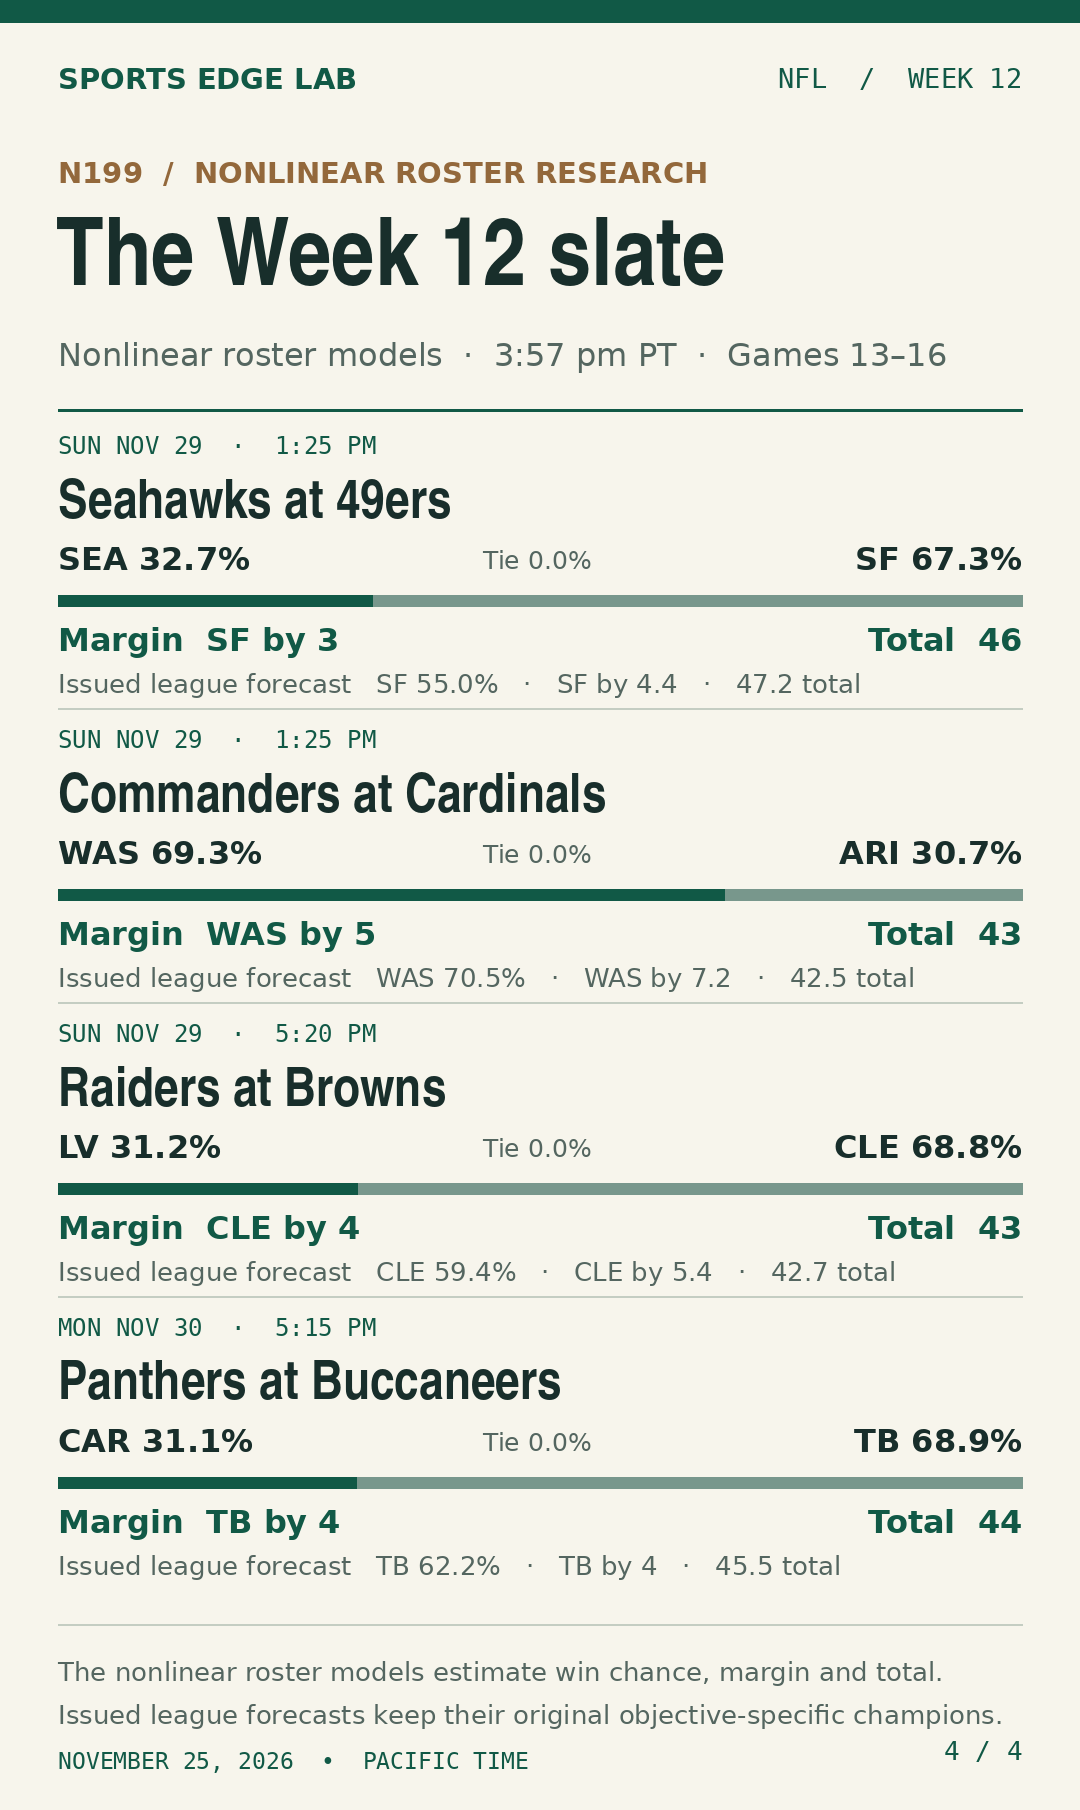 SPORTS EDGE LAB
NFL / WEEK 12
N199 / NONLINEAR ROSTER RESEARCH
The Week 12 slate
Nonlinear roster models · 3:57 pm PT · Games 13–16
SUN NOV 29 · 1:25 PM
Seahawks at 49ers
SEA 32.7% Tie 0.0% SF 67.3%
Margin SF by 3 Total 46
Issued league forecast SF 55.0% · SF by 4.4 · 47.2 total
SUN NOV 29 · 1:25 PM
Commanders at Cardinals
WAS 69.3% Tie 0.0% ARI 30.7%
Margin WAS by 5 Total 43
Issued league forecast WAS 70.5% · WAS by 7.2 · 42.5 total
SUN NOV 29 · 5:20 PM
Raiders at Browns
LV 31.2% Tie 0.0% CLE 68.8%
Margin CLE by 4 Total 43
Issued league forecast CLE 59.4% · CLE by 5.4 · 42.7 total
MON NOV 30 · 5:15 PM
Panthers at Buccaneers
CAR 31.1% Tie 0.0% TB 68.9%
Margin TB by 4 Total 44
Issued league forecast TB 62.2% · TB by 4 · 45.5 total
The nonlinear roster models estimate win chance, margin and total.
Issued league forecasts keep their original objective-specific champions.
NOVEMBER 25, 2026 • PACIFIC TIME
4 / 4